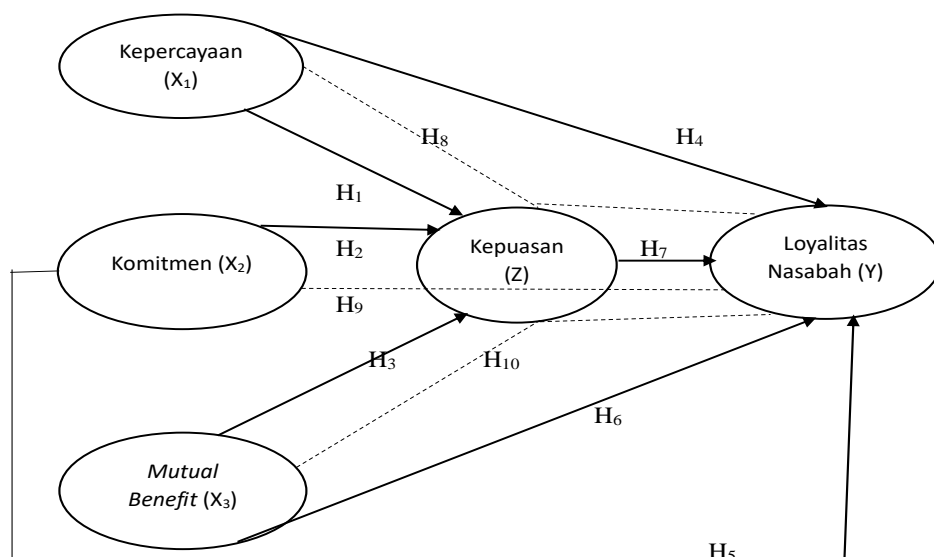 Kepercayaan
(X₁)
H₈
H₄
H₁
Komitmen (X₂)
H₂
Kepuasan
(Z)
H₇
Loyalitas
Nasabah (Y)
H₉
H₃
H₁₀
H₆
Mutual
Benefit (X₃)
H₅